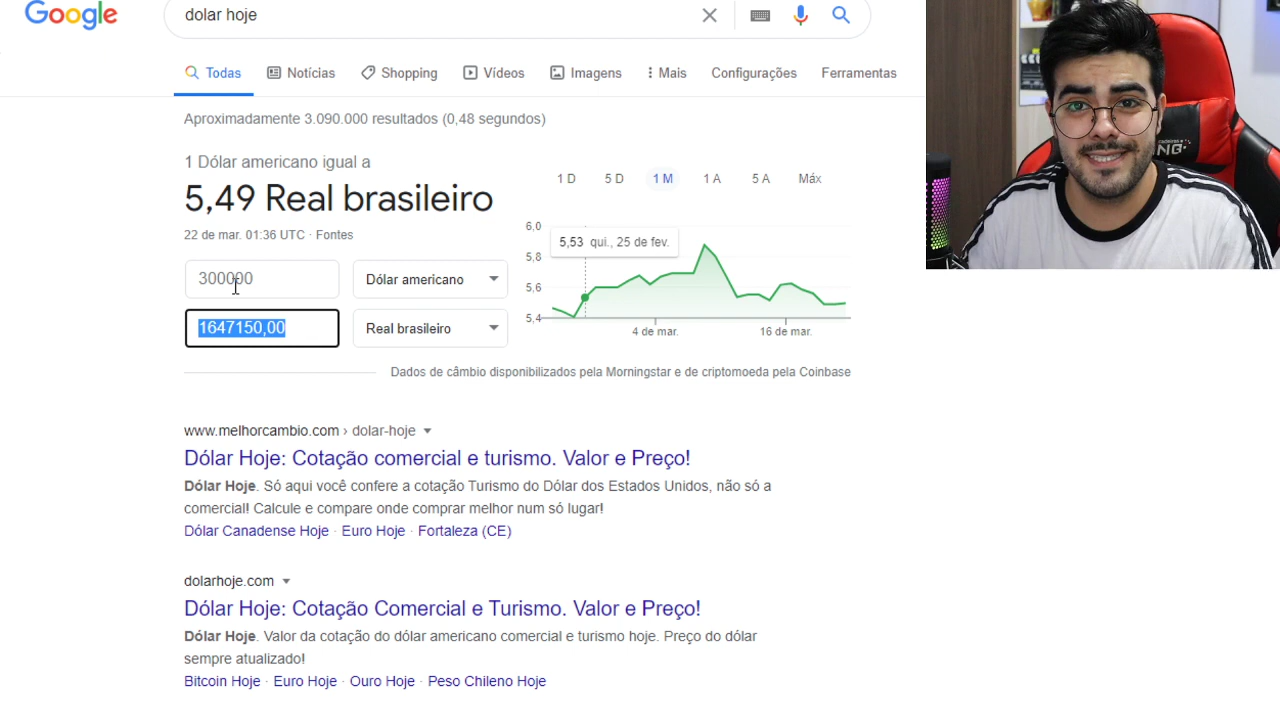 Google
dolar hoje
Todas Notícias Shopping Vídeos Imagens Mais Configurações Ferramentas
Aproximadamente 3.090.000 resultados (0,48 segundos)
1 Dólar americano igual a
5,49 Real brasileiro
22 de mar. 01:36 UTC · Fontes
300000 Dólar americano
1647150,00 Real brasileiro
1 D 5 D 1 M 1 A 5 A Máx
6,0
5,53 qui., 25 de fev.
5,8
5,6
5,4
4 de mar. 16 de mar.
Dados de câmbio disponibilizados pela Morningstar e de criptomoeda pela Coinbase
www.melhorcambio.com › dolar-hoje
Dólar Hoje: Cotação comercial e turismo. Valor e Preço!
Dólar Hoje. Só aqui você confere a cotação Turismo do Dólar dos Estados Unidos, não só a
comercial! Calcule e compare onde comprar melhor num só lugar!
Dólar Canadense Hoje · Euro Hoje · Fortaleza (CE)
dolarhoje.com
Dólar Hoje: Cotação Comercial e Turismo. Valor e Preço!
Dólar Hoje. Valor da cotação do dólar americano comercial e turismo hoje. Preço do dólar
sempre atualizado!
Bitcoin Hoje · Euro Hoje · Ouro Hoje · Peso Chileno Hoje